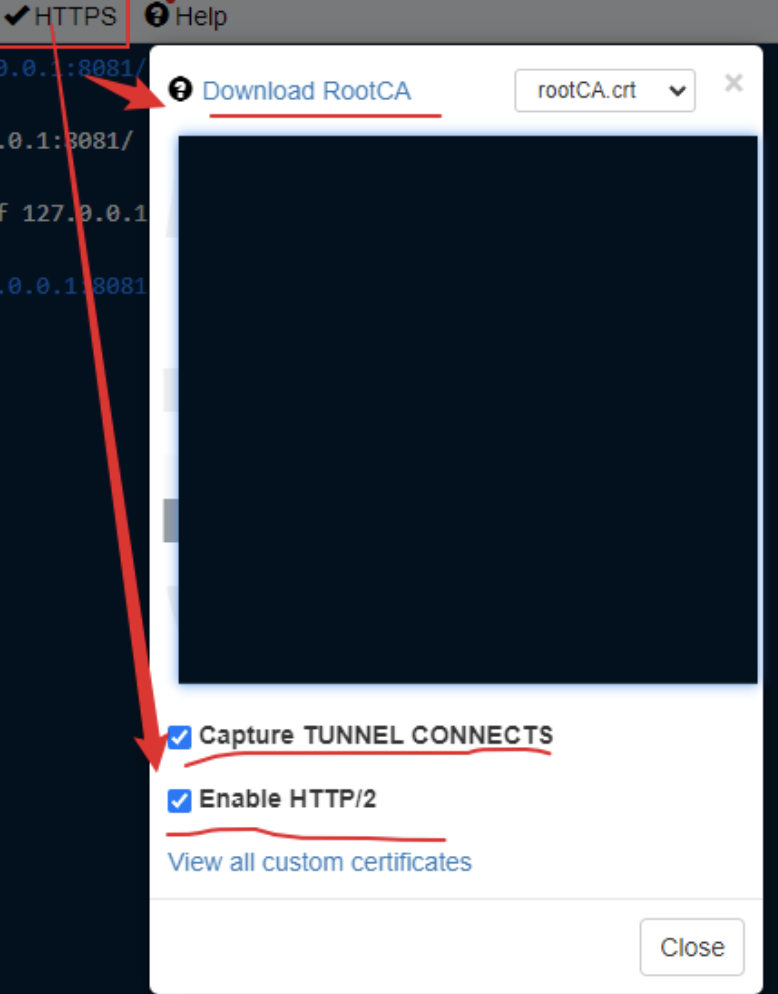 HTTPS Help
0.0.1:8081/
Download RootCA rootCA.crt ×
.0.1:8081/
f 127.0.0.1
.0.0.1:8081
Capture TUNNEL CONNECTS
Enable HTTP/2
View all custom certificates
Close